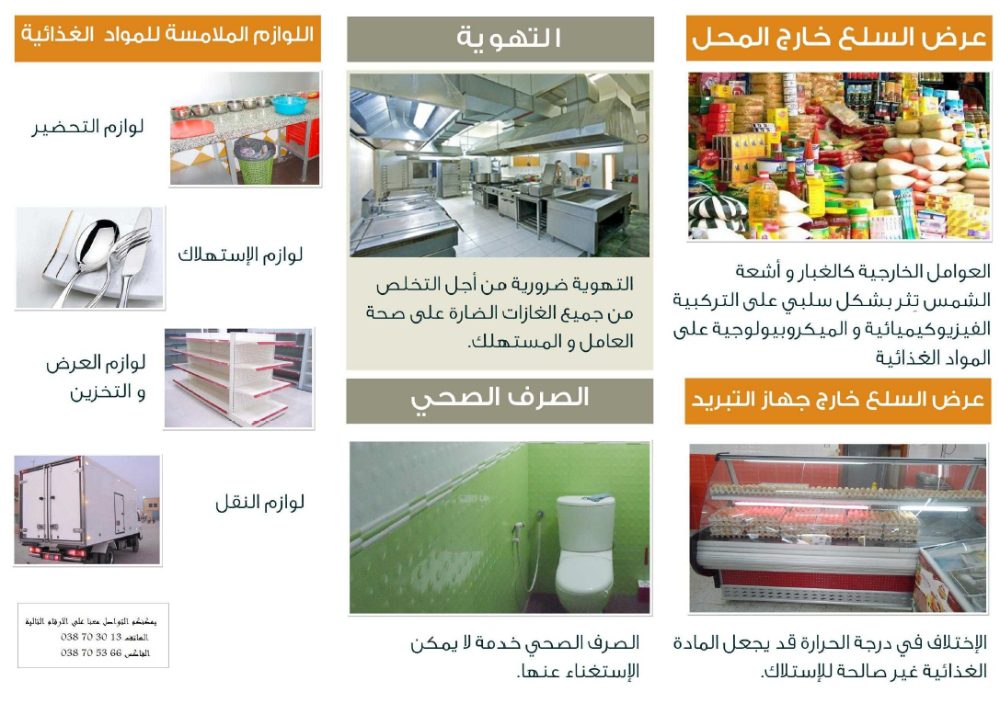 عرض السلع خارج المحل
العوامل الخارجية كالغبار و أشعة
الشمس تِثر بشكل سلبي على التركبية
الفيزيوكيميائية و الميكروبيولوجية على
المواد الغذائية
عرض السلع خارج جهاز التبريد
الإختلاف في درجة الحرارة قد يجعل المادة
الغذائية غير صالحة للإستلاك.
التهوية
التهوية ضرورية من أجل التخلص
من جميع الغازات الضارة على صحة
العامل و المستهلك.
الصرف الصحي
الصرف الصحي خدمة لا يمكن
الإستغناء عنها.
اللوازم الملامسة للمواد الغذائية
لوازم التحضير
لوازم الإستهلاك
لوازم العرض
و التخزين
لوازم النقل
يمكنكم التواصل معنا على الأرقام التالية
الهاتف 038 70 30 13
الفاكس 038 70 53 66